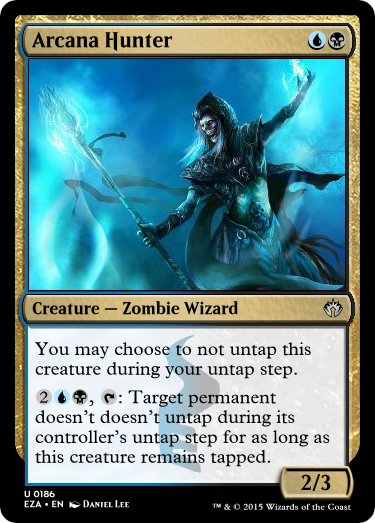 Arcana Hunter
Creature — Zombie Wizard
You may choose to not untap this
creature during your untap step.
2, : Target permanent
doesn't doesn't untap during its
controller's untap step for as long as
this creature remains tapped.
2/3
U 0186
EZA • EN Daniel Lee
™ & © 2015 Wizards of the Coast